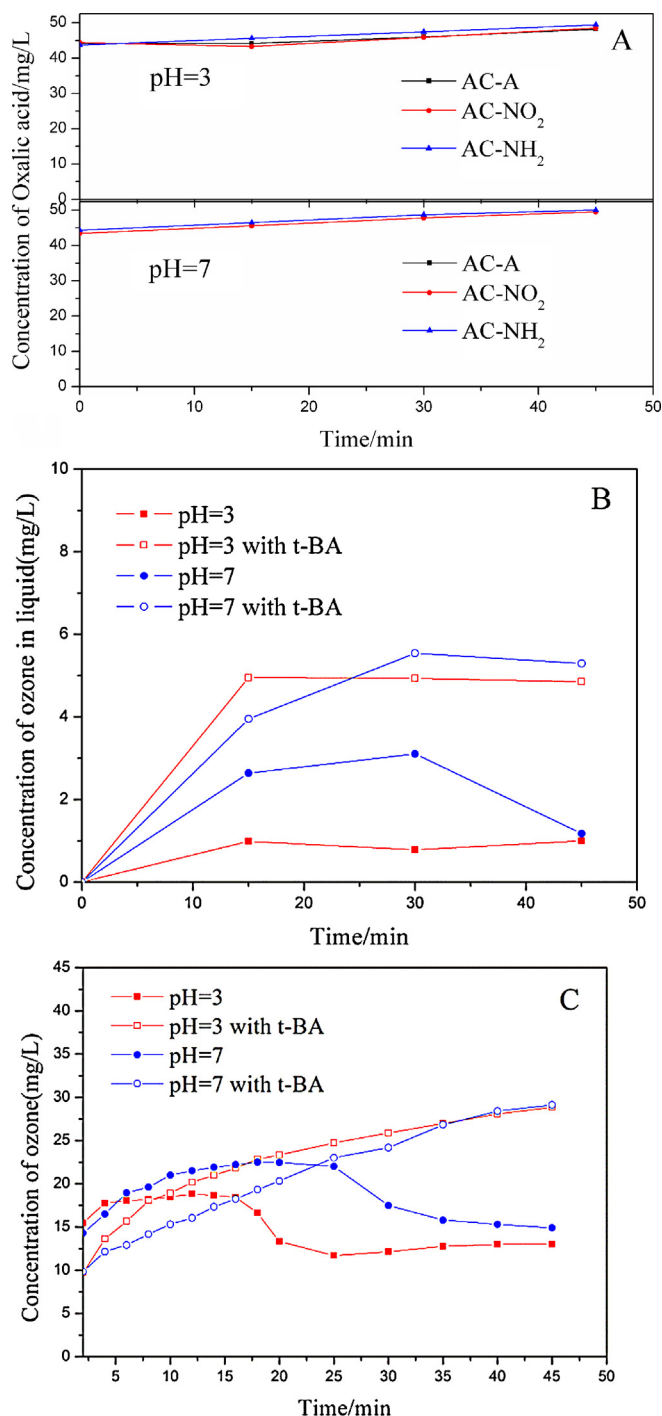 A
Concentration of Oxalic acid/mg/L
50
40
30
20
10
0
pH=3
AC-A
AC-NO₂
AC-NH₂
50
40
30
20
10
0
pH=7
AC-A
AC-NO₂
AC-NH₂
0 10 20 30 40 50
Time/min
B
Concentration of ozone in liquid(mg/L)
10
8
6
4
2
0
pH=3
pH=3 with t-BA
pH=7
pH=7 with t-BA
0 10 20 30 40 50
Time/min
C
Concentration of ozone(mg/L)
45
40
35
30
25
20
15
10
5
0
pH=3
pH=3 with t-BA
pH=7
pH=7 with t-BA
5 10 15 20 25 30 35 40 45 50
Time/min